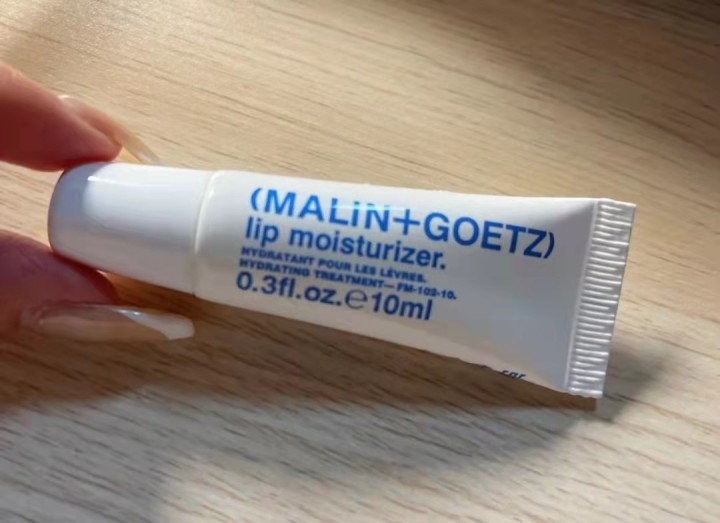 (MALIN+GOETZ)
lip moisturizer.
HYDRATANT POUR LES LÈVRES.
HYDRATING TREATMENT—FM-102-10.
0.3fl.oz.℮10ml